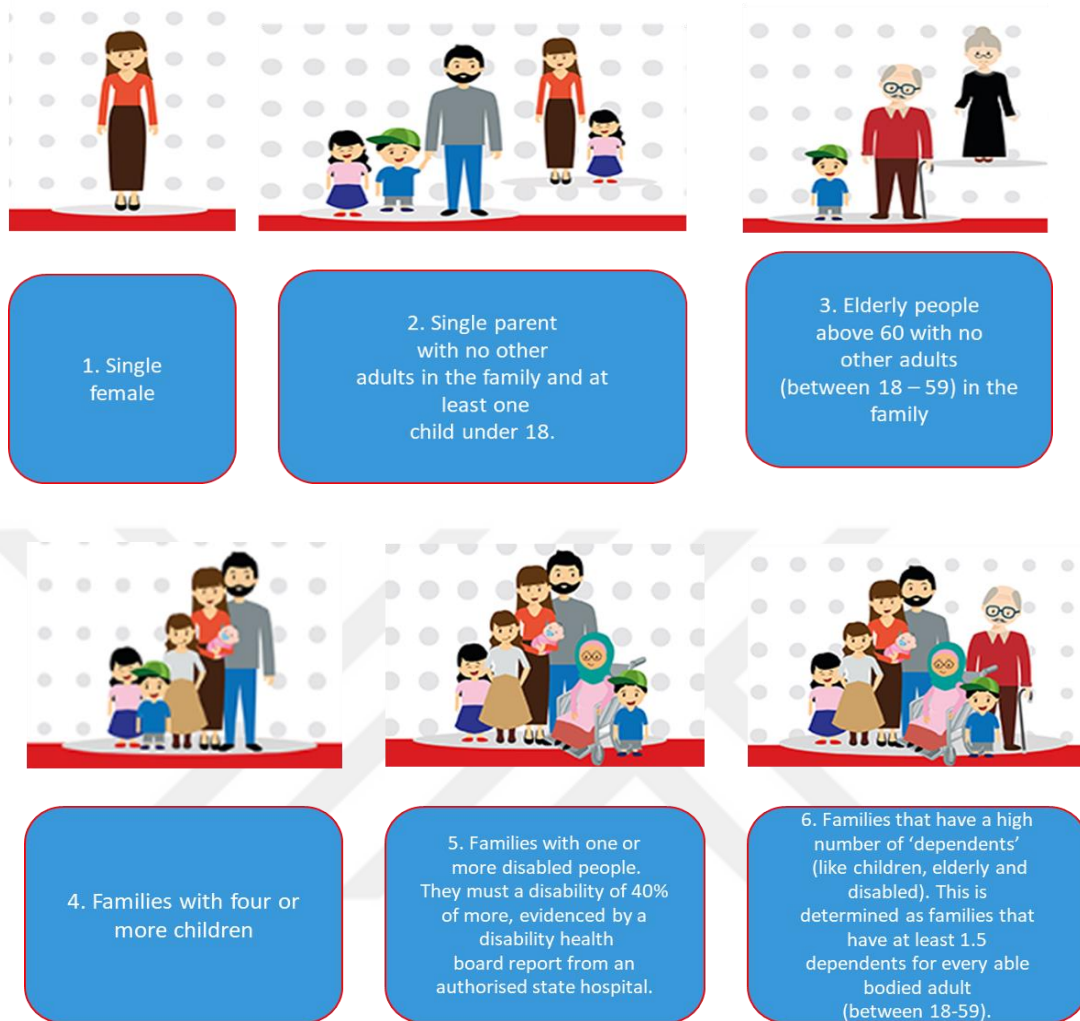 1. Single
female
2. Single parent
with no other
adults in the family and at
least one
child under 18.
3. Elderly people
above 60 with no
other adults
(between 18 – 59) in the
family
4. Families with four or
more children
5. Families with one or
more disabled people.
They must a disability of 40%
of more, evidenced by a
disability health
board report from an
authorised state hospital.
6. Families that have a high
number of ‘dependents’
(like children, elderly and
disabled). This is
determined as families that
have at least 1.5
dependents for every able
bodied adult
(between 18-59).